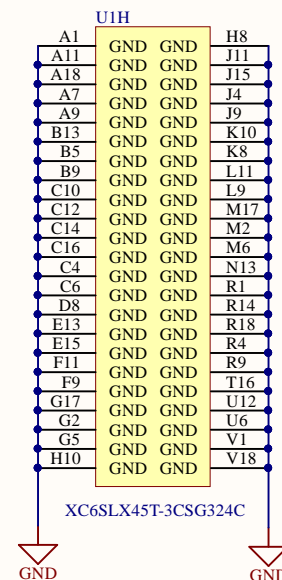 U1H
A1 GND GND H8
A11 GND GND J11
A18 GND GND J15
A7 GND GND J4
A9 GND GND J9
B13 GND GND K10
B5 GND GND K8
B9 GND GND L11
C10 GND GND L9
C12 GND GND M17
C14 GND GND M2
C16 GND GND M6
C4 GND GND N13
C6 GND GND R1
D8 GND GND R14
E13 GND GND R18
E15 GND GND R4
F11 GND GND R9
F9 GND GND T16
G17 GND GND U12
G2 GND GND U6
G5 GND GND V1
H10 GND GND V18
XC6SLX45T-3CSG324C
GND GND